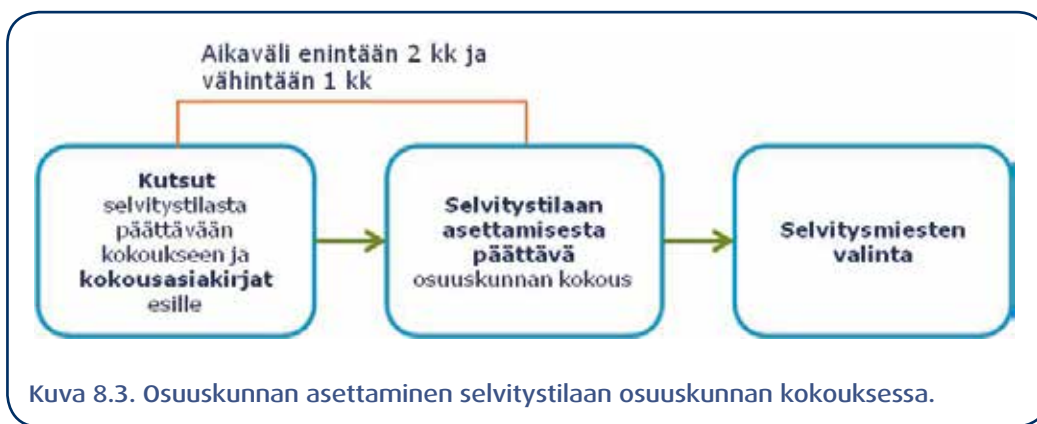 Aikaväli enintään 2 kk ja
vähintään 1 kk
Kutsut
selvitystilasta
päättävään
kokoukseen ja
kokousasiakirjat
esille
Selvitystilaan
asettamisesta
päättävä
osuuskunnan kokous
Selvitysmiesten
valinta
Kuva 8.3. Osuuskunnan asettaminen selvitystilaan osuuskunnan kokouksessa.